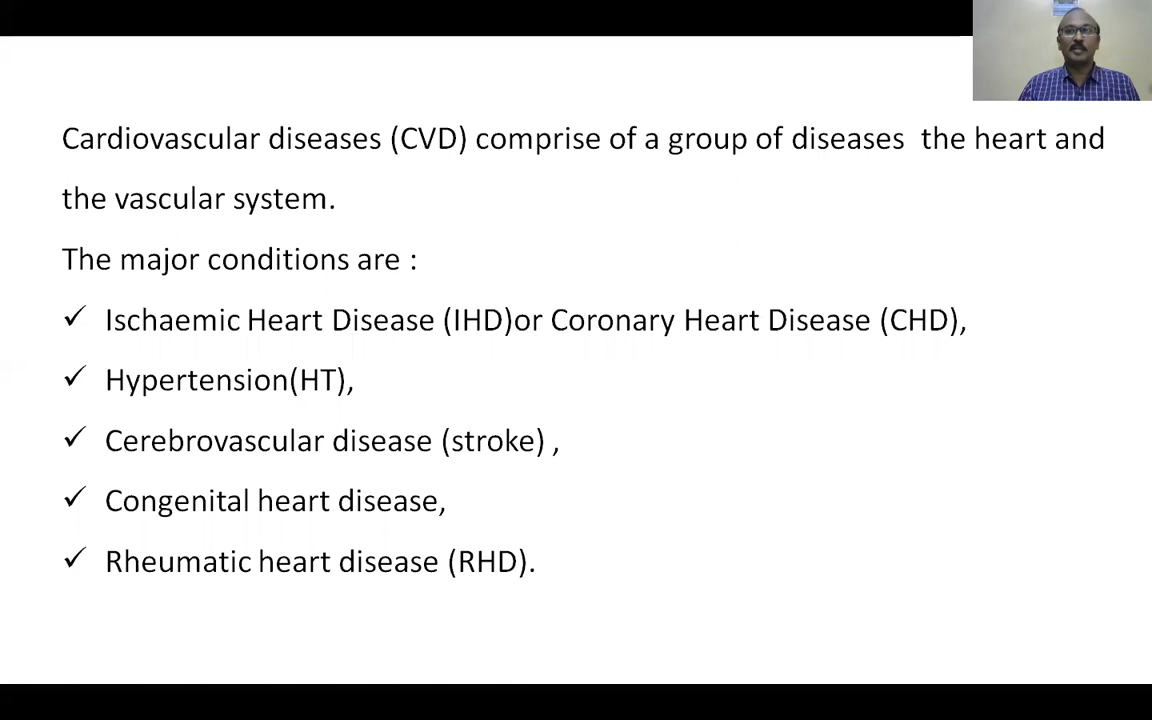 Cardiovascular diseases (CVD) comprise of a group of diseases  the heart and
the vascular system.
The major conditions are :
✓ Ischaemic Heart Disease (IHD)or Coronary Heart Disease (CHD),
✓ Hypertension(HT),
✓ Cerebrovascular disease (stroke) ,
✓ Congenital heart disease,
✓ Rheumatic heart disease (RHD).